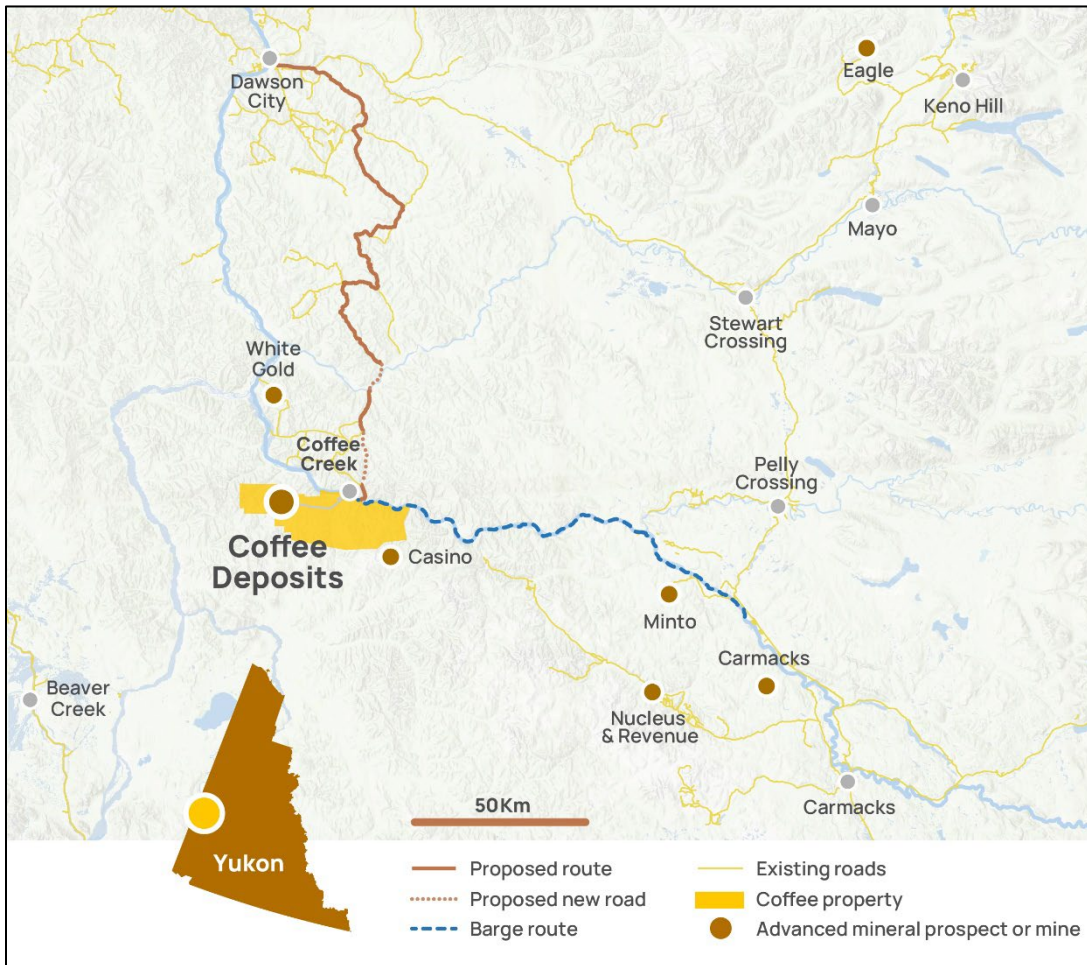 Dawson
City
Eagle
Keno Hill
Mayo
Stewart
Crossing
White
Gold
Coffee
Creek
Pelly
Crossing
Coffee
Deposits
Casino
Minto
Carmacks
Beaver
Creek
Nucleus
& Revenue
Carmacks
50Km
Yukon
Proposed route
Proposed new road
Barge route
Existing roads
Coffee property
Advanced mineral prospect or mine